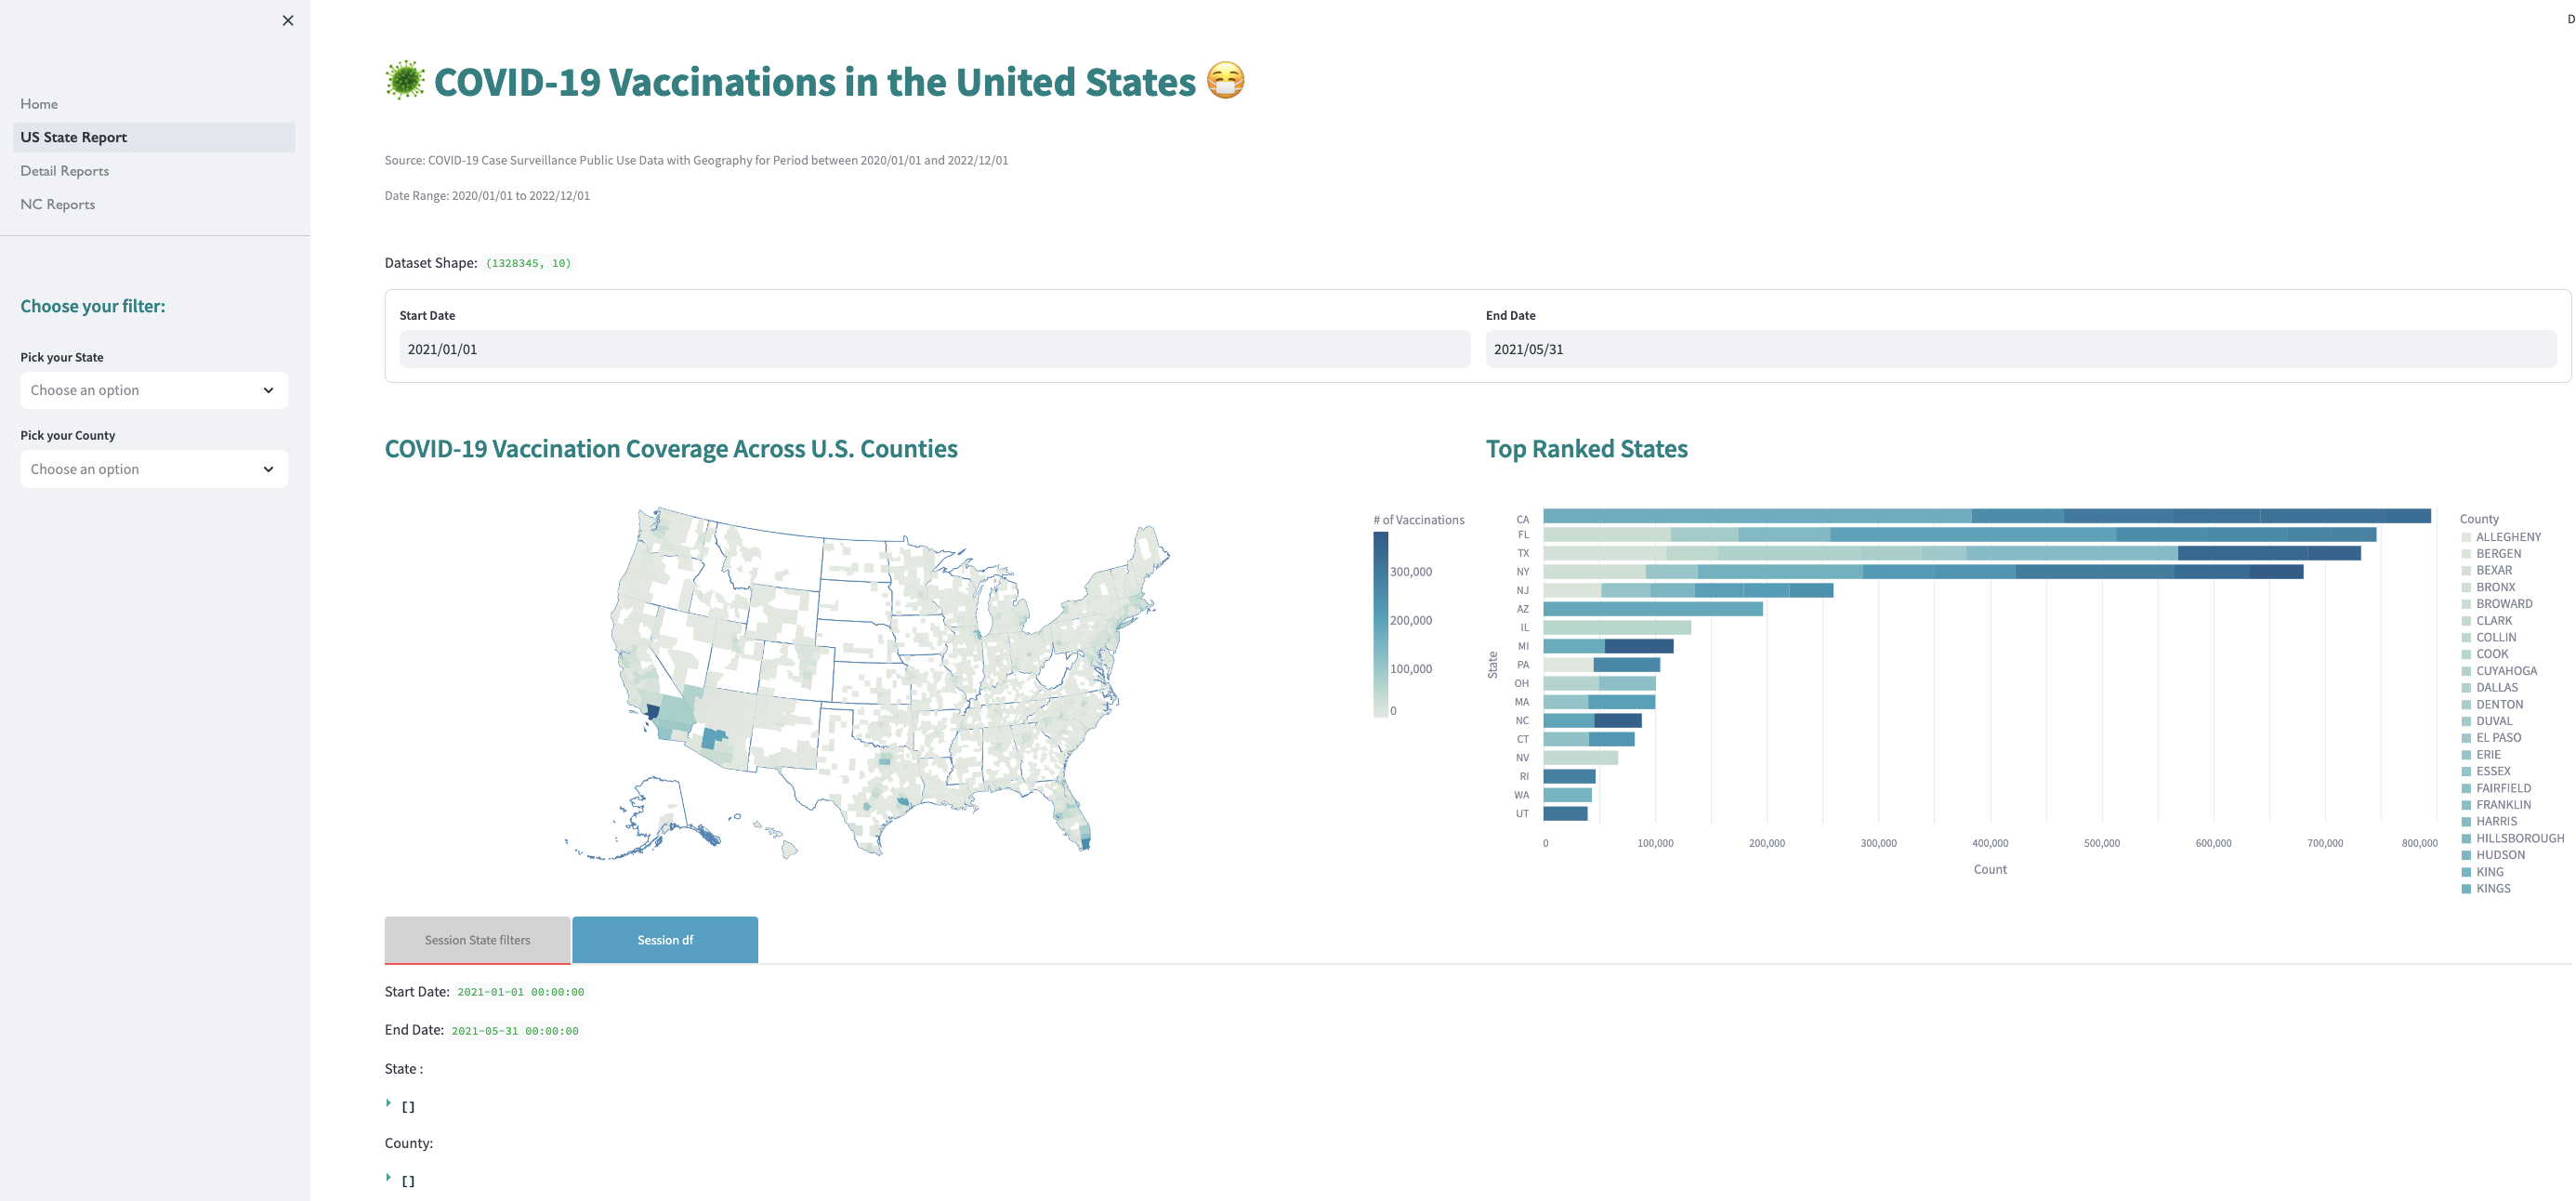 D
Home
US State Report
Detail Reports
NC Reports
Choose your filter:
Pick your State
Choose an option
Pick your County
Choose an option
COVID-19 Vaccinations in the United States
Source: COVID-19 Case Surveillance Public Use Data with Geography for Period between 2020/01/01 and 2022/12/01
Date Range: 2020/01/01 to 2022/12/01
Dataset Shape: (1328345, 10)
Start Date
2021/01/01
End Date
2021/05/31
COVID-19 Vaccination Coverage Across U.S. Counties
# of Vaccinations
300,000
200,000
100,000
0
Top Ranked States
State
CA
FL
TX
NY
NJ
AZ
IL
MI
PA
OH
MA
NC
CT
NV
RI
WA
UT
0 100,000 200,000 300,000 400,000 500,000 600,000 700,000 800,000
Count
County
ALLEGHENY
BERGEN
BEXAR
BRONX
BROWARD
CLARK
COLLIN
COOK
CUYAHOGA
DALLAS
DENTON
DUVAL
EL PASO
ERIE
ESSEX
FAIRFIELD
FRANKLIN
HARRIS
HILLSBOROUGH
HUDSON
KING
KINGS
Session State filters
Session df
Start Date: 2021-01-01 00:00:00
End Date: 2021-05-31 00:00:00
State :
[]
County:
[]